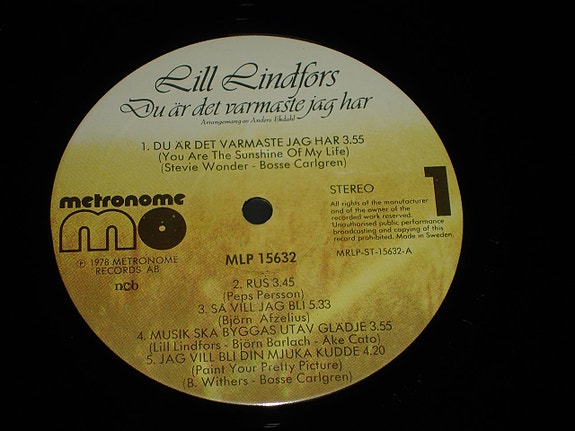 Lill Lindfors
Du är det varmaste jag har
Arrangemang av Anders Ekdahl
1. DU ÄR DET VARMASTE JAG HAR 3.55
(You Are The Sunshine Of My Life)
(Stevie Wonder - Bosse Carlgren)
metronome
mo
℗ 1978 METRONOME
RECORDS AB
ncb
STEREO
1
All rights of the manufacturer
and of the owner of the
recorded work reserved.
Unauthorised public performance
broadcasting and copying of this
record prohibited. Made in Sweden.
MRLP-ST-15632-A
MLP 15632
2. RUS 3.45
(Peps Persson)
3. SÅ VILL JAG BLI 5.33
(Björn Afzelius)
4. MUSIK SKA BYGGAS UTAV GLÄDJE 3.55
(Lill Lindfors - Björn Barlach - Åke Cato)
5. JAG VILL BLI DIN MJUKA KUDDE 4.20
(Paint Your Pretty Picture)
(B. Withers - Bosse Carlgren)